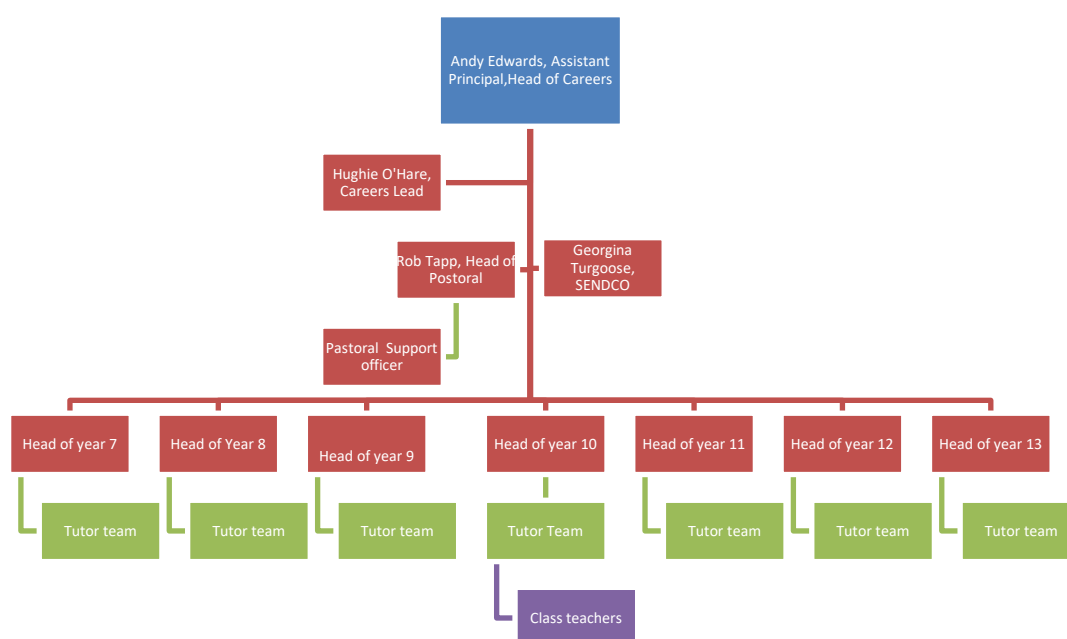 Andy Edwards, Assistant
Principal,Head of Careers
Hughie O'Hare,
Careers Lead
Rob Tapp, Head of
Postoral
Georgina
Turgoose,
SENDCO
Pastoral  Support
officer
Head of year 7
Head of Year 8
Head of year 9
Head of year 10
Head of year 11
Head of year 12
Head of year 13
Tutor team
Tutor team
Tutor team
Tutor Team
Tutor team
Tutor team
Tutor team
Class teachers